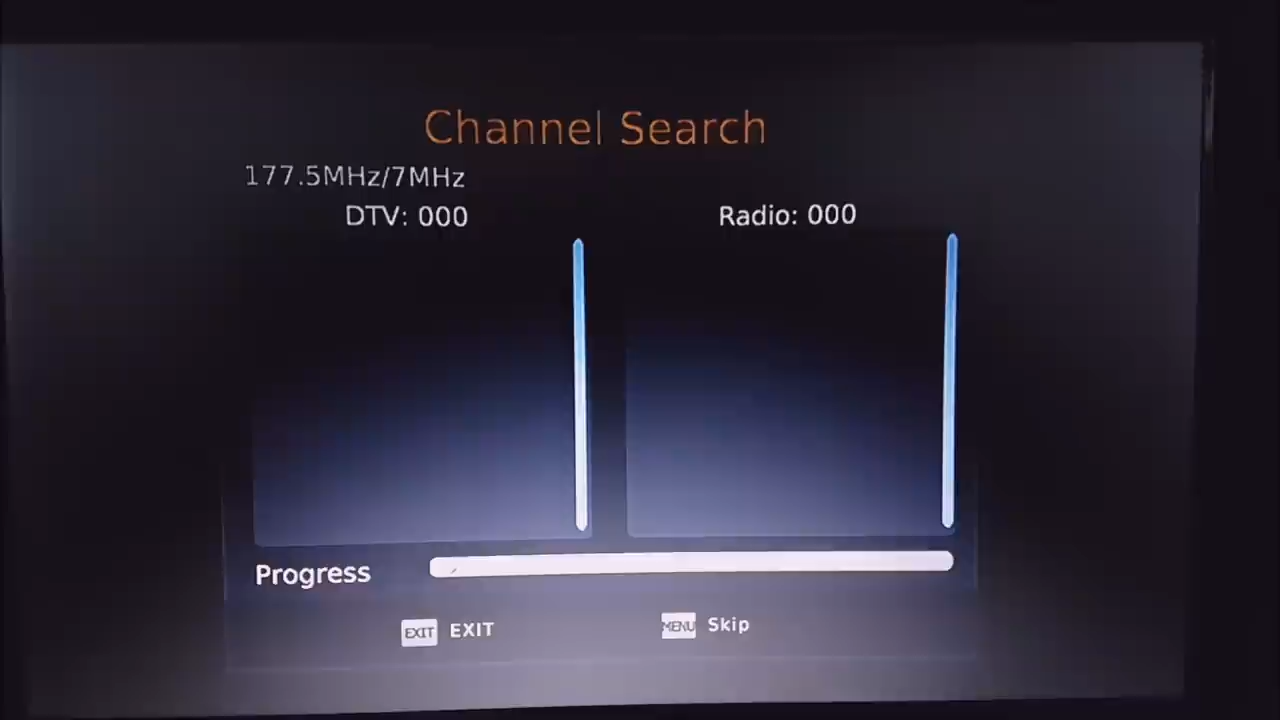 Channel Search
177.5MHz/7MHz
DTV: 000
Radio: 000
Progress
EXIT EXIT
MENU Skip